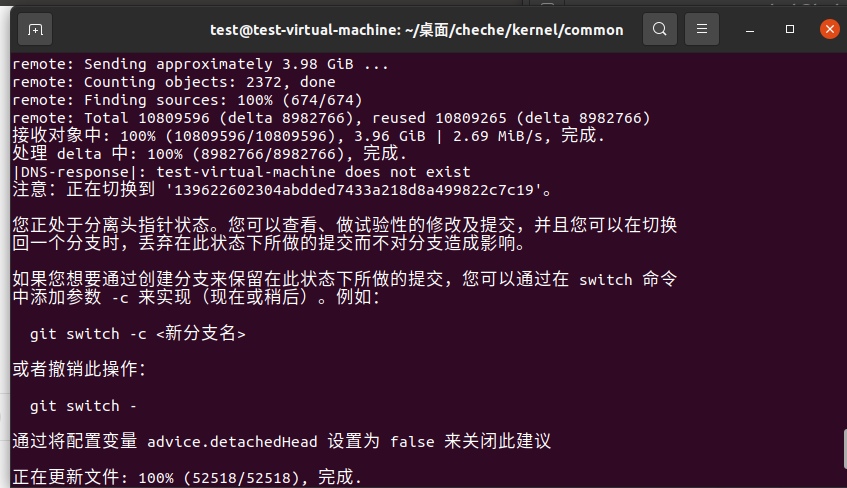 test@test-virtual-machine: ~/桌面/cheche/kernel/common
remote: Sending approximately 3.98 GiB ...
remote: Counting objects: 2372, done
remote: Finding sources: 100% (674/674)
remote: Total 10809596 (delta 8982766), reused 10809265 (delta 8982766)
接收对象中: 100% (10809596/10809596), 3.96 GiB | 2.69 MiB/s, 完成.
处理 delta 中: 100% (8982766/8982766), 完成.
|DNS-response|: test-virtual-machine does not exist
注意：正在切换到 '139622602304abdded7433a218d8a499822c7c19'。
您正处于分离头指针状态。您可以查看、做试验性的修改及提交，并且您可以在切换
回一个分支时，丢弃在此状态下所做的提交而不对分支造成影响。
如果您想要通过创建分支来保留在此状态下所做的提交，您可以通过在 switch 命令
中添加参数 -c 来实现（现在或稍后）。例如：
git switch -c <新分支名>
或者撤销此操作：
git switch -
通过将配置变量 advice.detachedHead 设置为 false 来关闭此建议
正在更新文件: 100% (52518/52518), 完成.